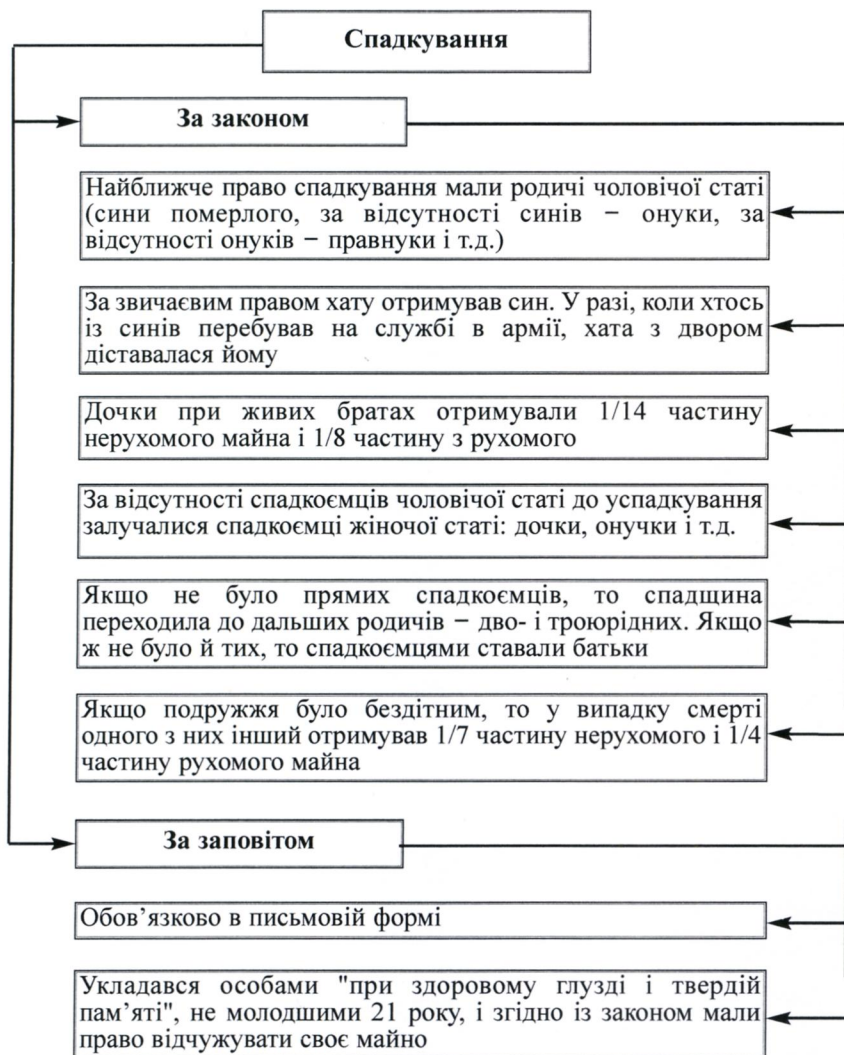 Спадкування
За законом
Найближче право спадкування мали родичі чоловічої статі
(сини померлого, за відсутності синів – онуки, за
відсутності онуків – правнуки і т.д.)
За звичаєвим правом хату отримував син. У разі, коли хтось
із синів перебував на службі в армії, хата з двором
діставалася йому
Дочки при живих братах отримували 1/14 частину
нерухомого майна і 1/8 частину з рухомого
За відсутності спадкоємців чоловічої статі до успадкування
залучалися спадкоємці жіночої статі: дочки, онучки і т.д.
Якщо не було прямих спадкоємців, то спадщина
переходила до дальших родичів – дво- і троюрідних. Якщо
ж не було й тих, то спадкоємцями ставали батьки
Якщо подружжя було бездітним, то у випадку смерті
одного з них інший отримував 1/7 частину нерухомого і 1/4
частину рухомого майна
За заповітом
Обов’язково в письмовій формі
Укладався особами "при здоровому глузді і твердій
пам’яті", не молодшими 21 року, і згідно із законом мали
право відчужувати своє майно